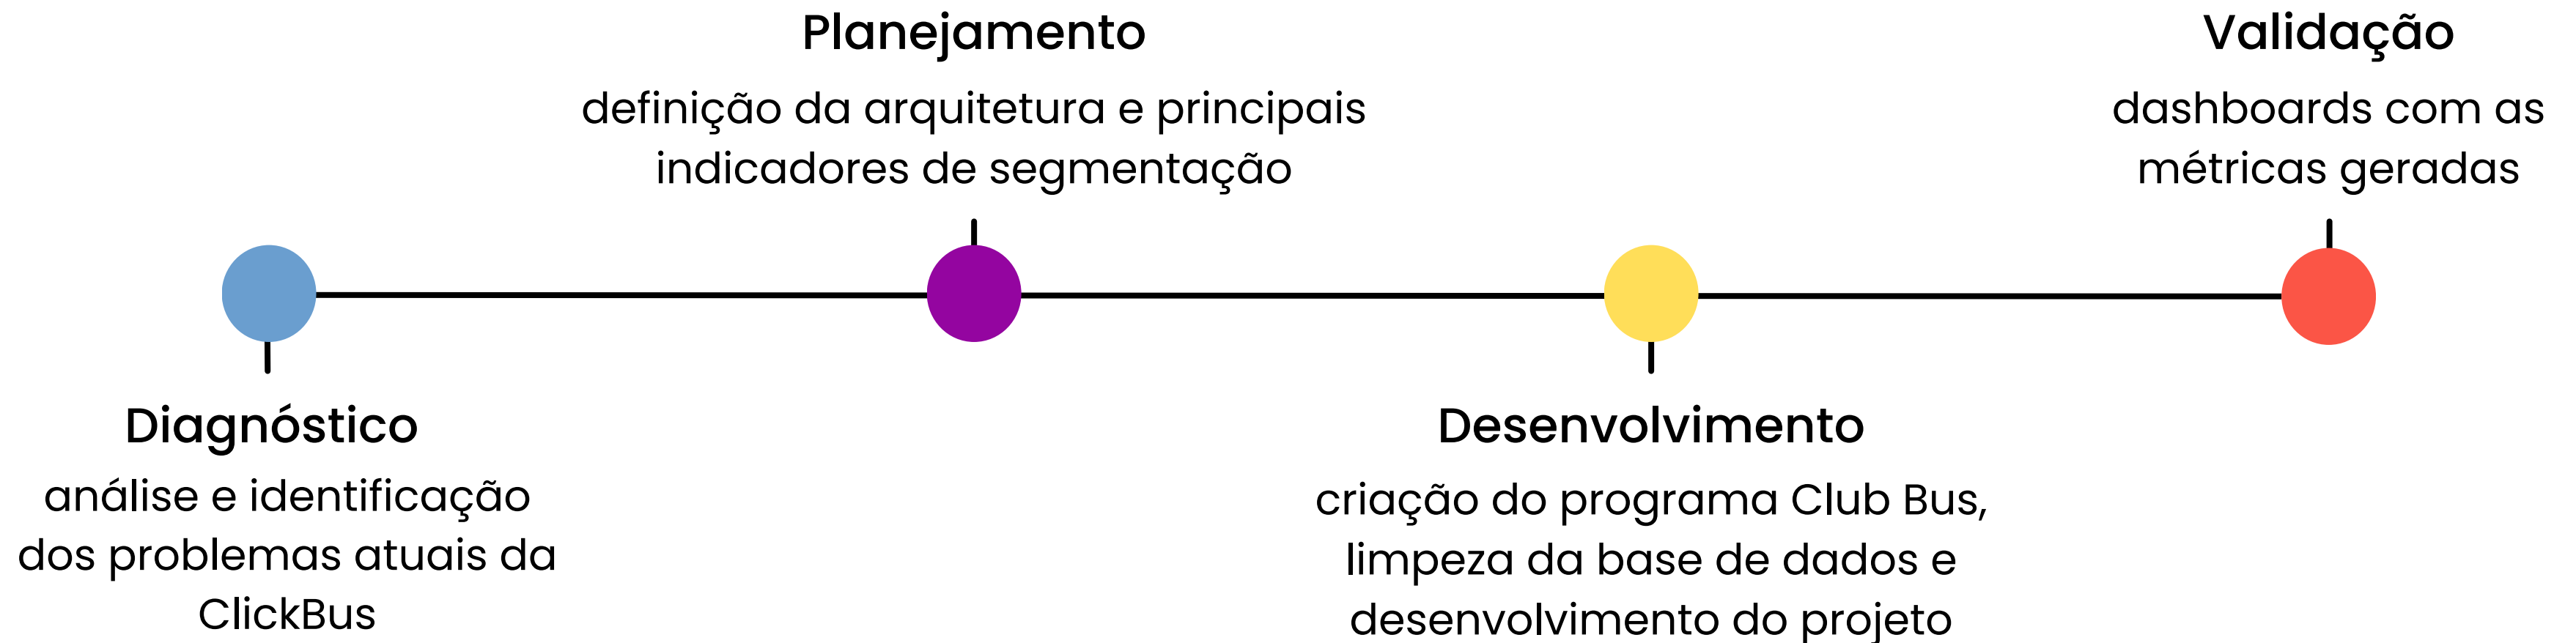 Planejamento
definição da arquitetura e principais
indicadores de segmentação
Validação
dashboards com as
métricas geradas
Diagnóstico
análise e identificação
dos problemas atuais da
ClickBus
Desenvolvimento
criação do programa Club Bus,
limpeza da base de dados e
desenvolvimento do projeto